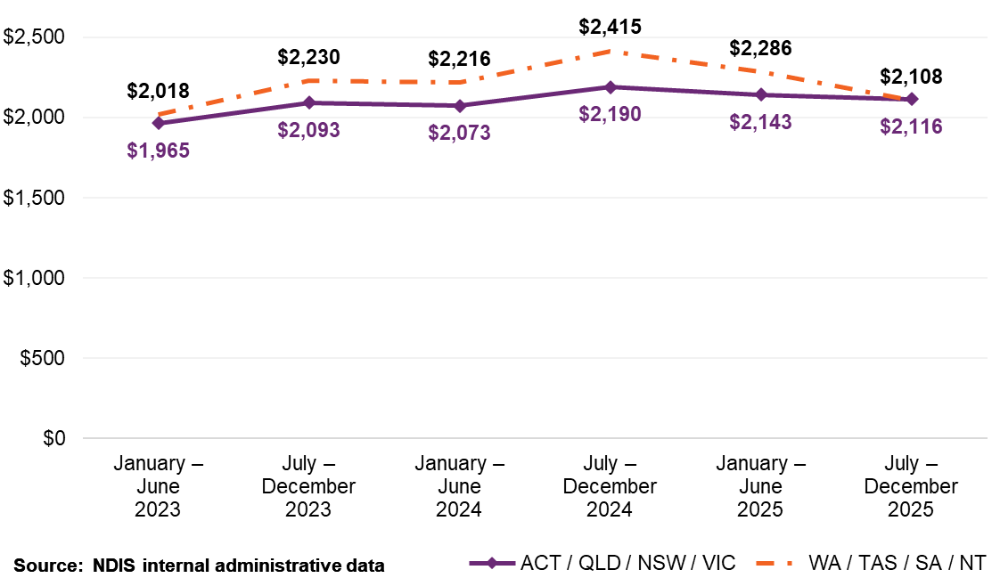 $2,500
$2,000
$1,500
$1,000
$500
$0
$2,018
$2,230
$2,216
$2,415
$2,286
$2,108
$1,965
$2,093
$2,073
$2,190
$2,143
$2,116
January –
June
2023
July –
December
2023
January –
June
2024
July –
December
2024
January –
June
2025
July –
December
2025
Source:  NDIS internal administrative data
ACT / QLD / NSW / VIC
WA / TAS / SA / NT